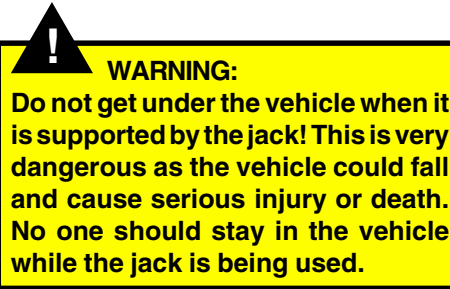 !
WARNING:
Do not get under the vehicle when it
is supported by the jack! This is very
dangerous as the vehicle could fall
and cause serious injury or death.
No one should stay in the vehicle
while the jack is being used.